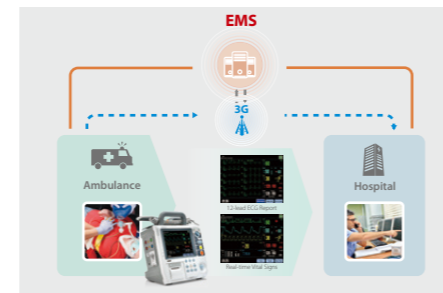 EMS
3G
Ambulance
12-lead ECG Report
Real-time Vital Signs
Hospital